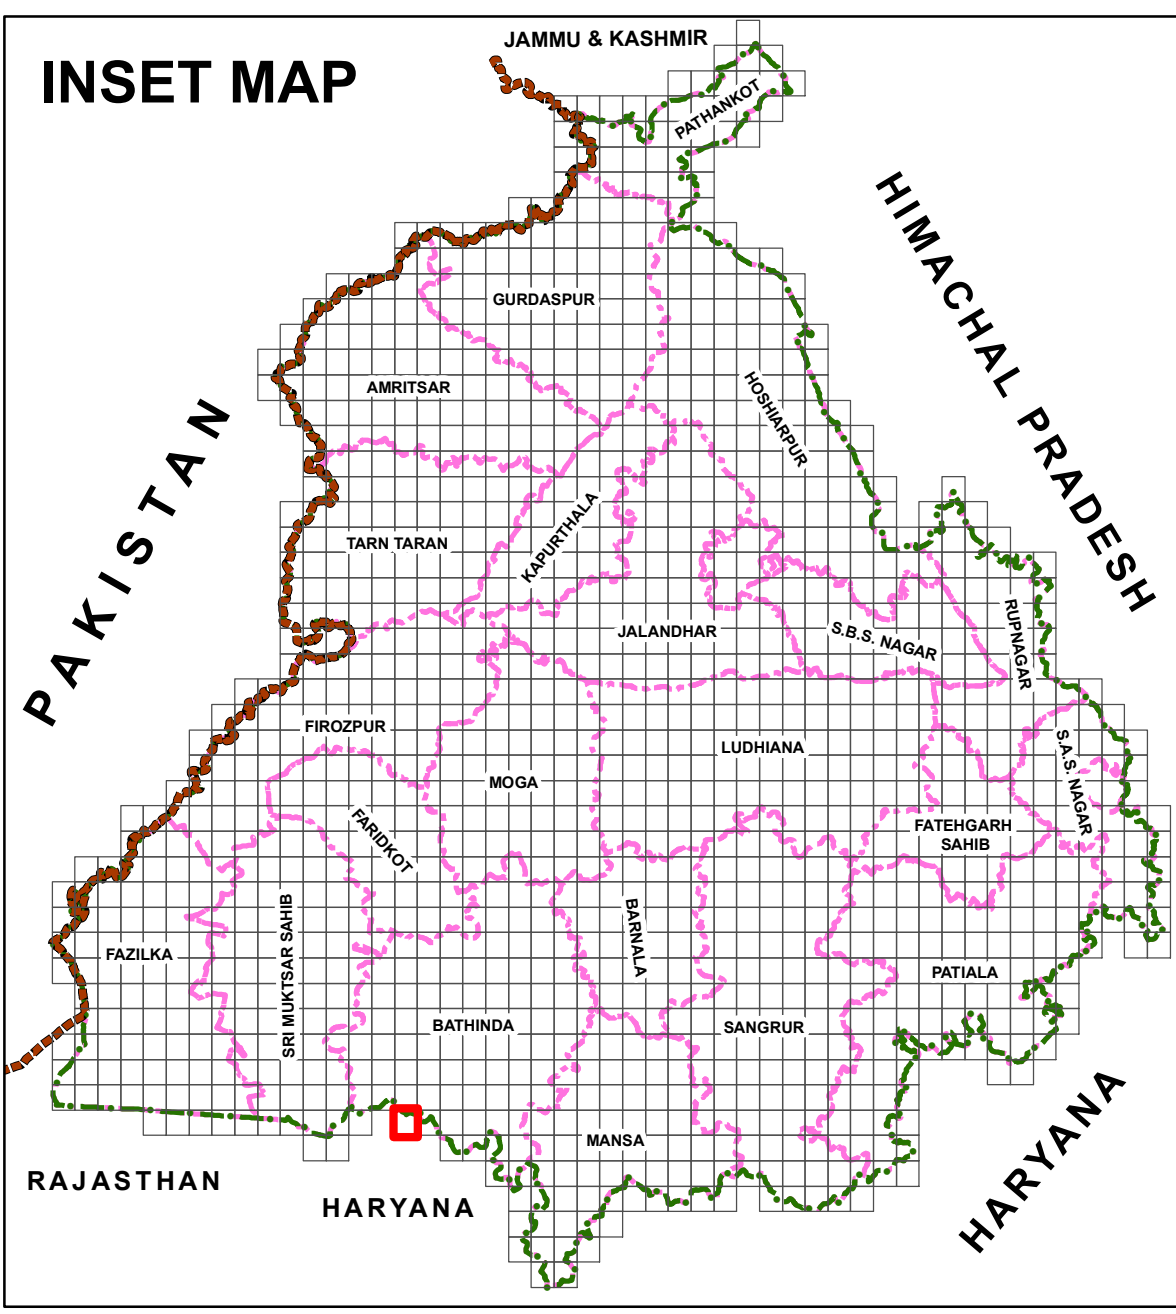 JAMMU & KASHMIR
INSET MAP
PATHANKOT
HIMACHAL PRADESH
GURDASPUR
AMRITSAR
HOSHIARPUR
PAKISTAN
KAPURTHALA
TARN TARAN
JALANDHAR
S.B.S. NAGAR
RUPNAGAR
FIROZPUR
LUDHIANA
S.A.S. NAGAR
MOGA
FARIDKOT
FATEHGARH
SAHIB
SRI MUKTSAR SAHIB
BARNALA
FAZILKA
PATIALA
BATHINDA
SANGRUR
MANSA
RAJASTHAN
HARYANA
HARYANA